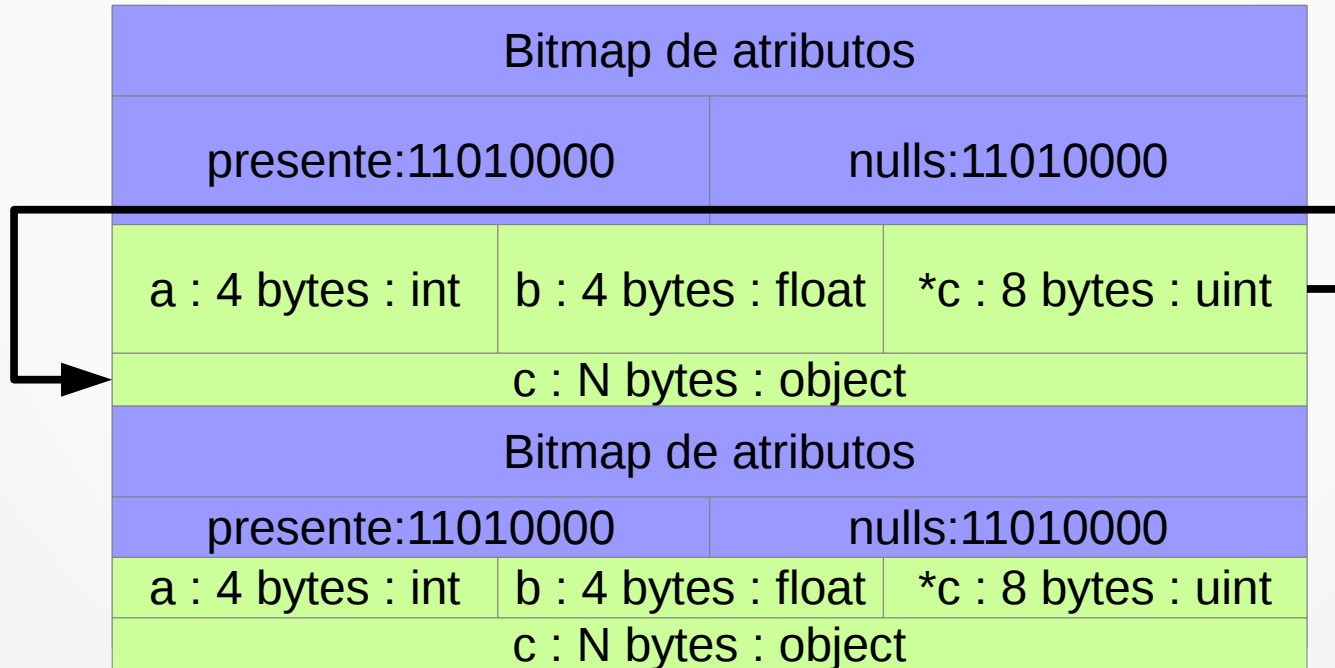 Bitmap de atributos
presente:11010000 nulls:11010000
a : 4 bytes : int b : 4 bytes : float *c : 8 bytes : uint
c : N bytes : object
Bitmap de atributos
presente:11010000 nulls:11010000
a : 4 bytes : int b : 4 bytes : float *c : 8 bytes : uint
c : N bytes : object